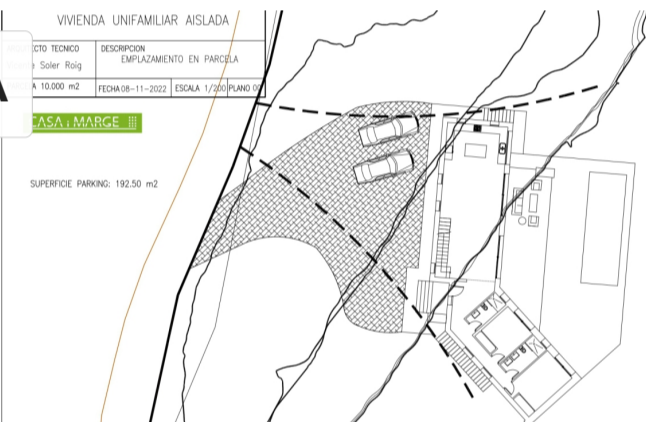 VIVIENDA UNIFAMILIAR AISLADA
TECNICO
DESCRIPCION
Soler Roig
EMPLAZAMIENTO EN PARCELA
10.000 m2
FECHA 08-11-2022
ESCALA 1/200
PLANO
CASA I MARGE
SUPERFICIE PARKING: 192.50 m2